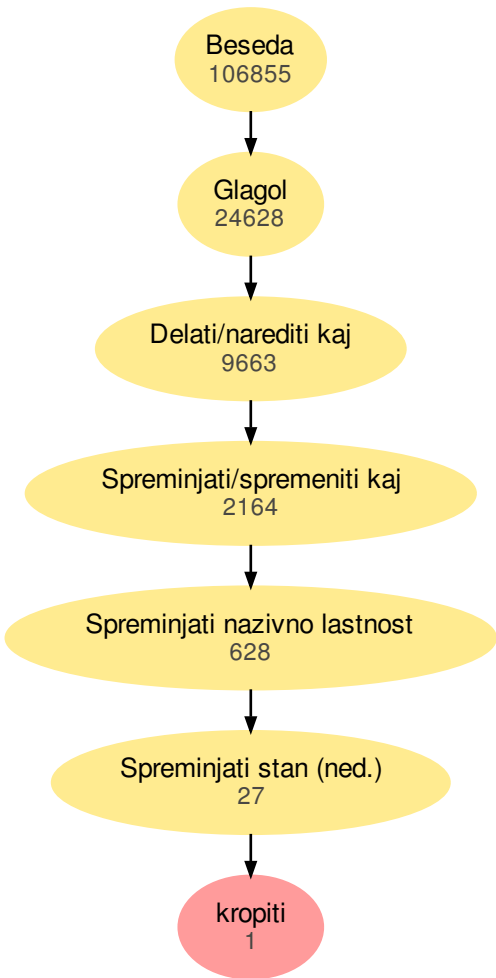 Beseda
106855
Glagol
24628
Delati/narediti kaj
9663
Spreminjati/spremeniti kaj
2164
Spreminjati nazivno lastnost
628
Spreminjati stan (ned.)
27
kropiti
1